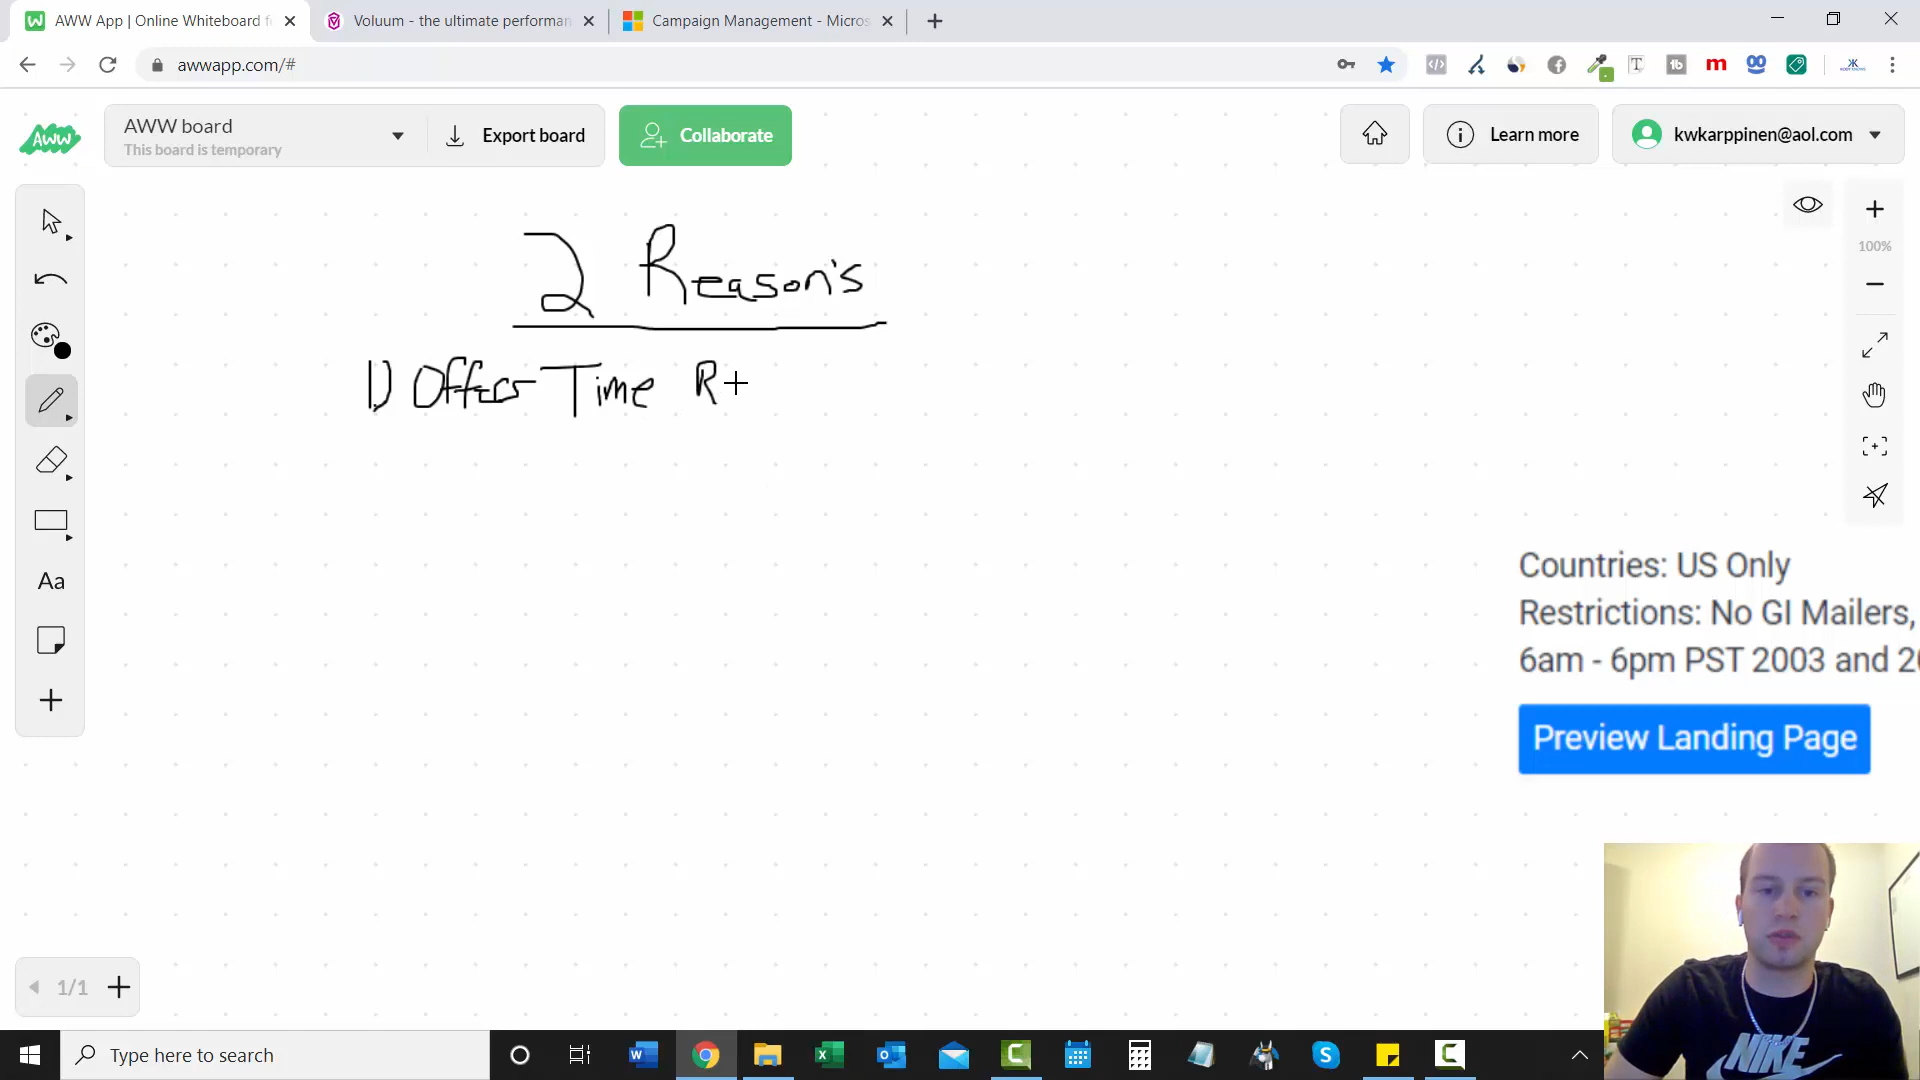 AWW App | Online Whiteboard f
Voluum - the ultimate performan
Campaign Management - Micros
awwapp.com/#
AWW board
This board is temporary
Export board
Collaborate
Learn more
kwkarppinen@aol.com
100%
2 Reason's
1) Offers Time R
Aa
Countries: US Only
Restrictions: No GI Mailers,
6am - 6pm PST 2003 and 20
Preview Landing Page
1/1
NIKE
Type here to search